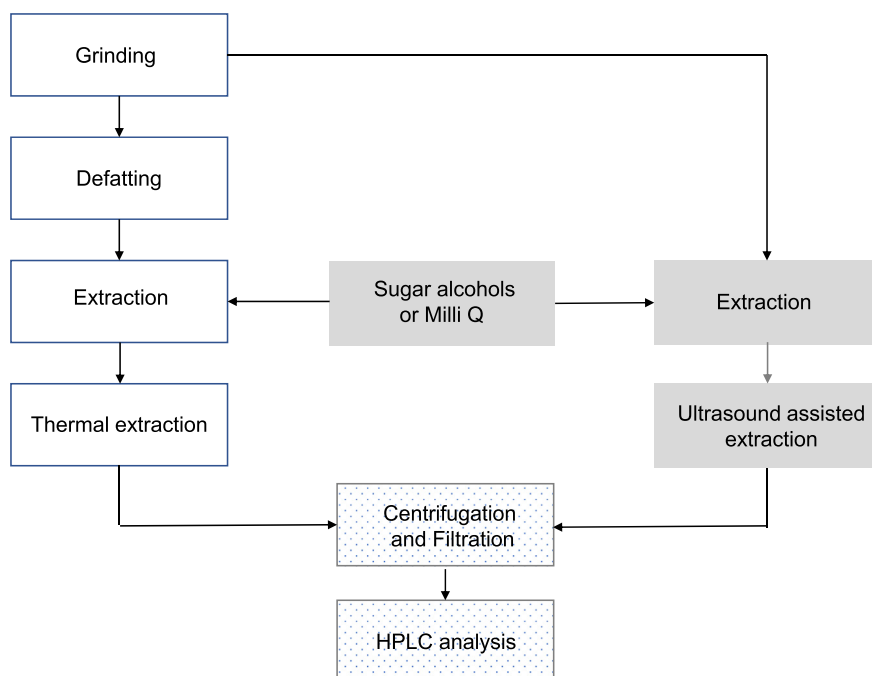 Grinding
Defatting
Extraction
Sugar alcohols
or Milli Q
Extraction
Thermal extraction
Ultrasound assisted
extraction
Centrifugation
and Filtration
HPLC analysis